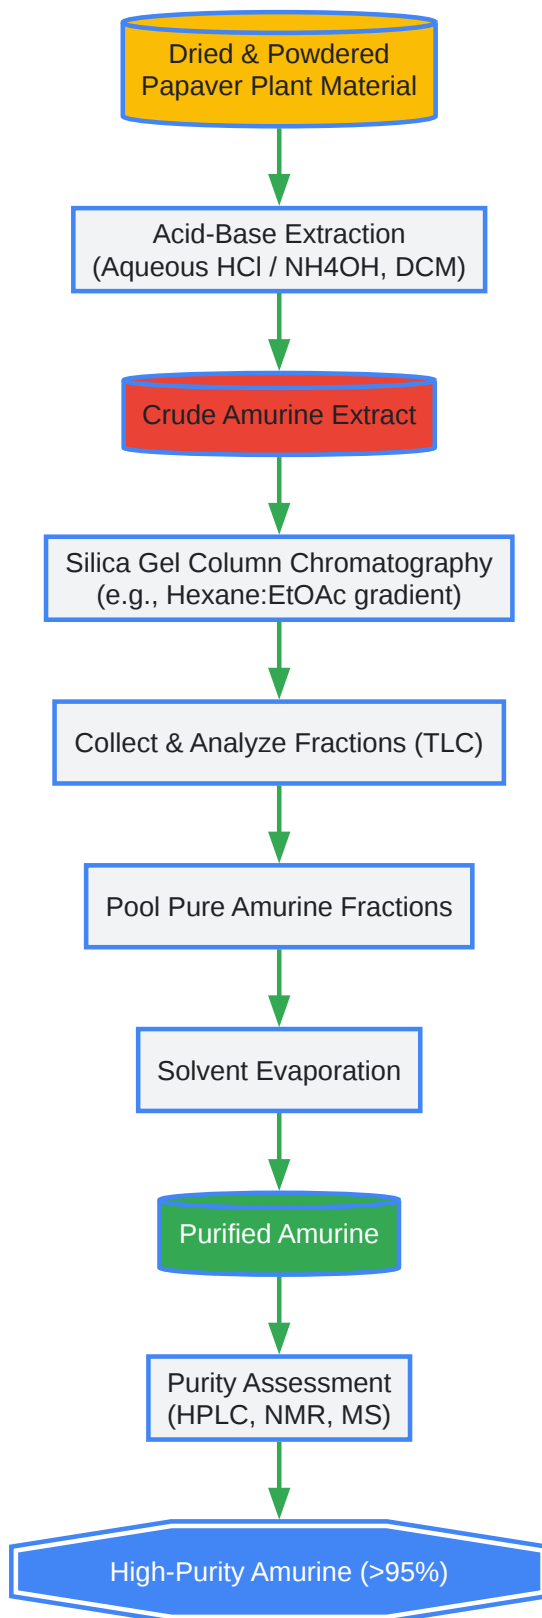 Dried & Powdered
Papaver Plant Material
Acid-Base Extraction
(Aqueous HCl / NH4OH, DCM)
Crude Amurine Extract
Silica Gel Column Chromatography
(e.g., Hexane:EtOAc gradient)
Collect & Analyze Fractions (TLC)
Pool Pure Amurine Fractions
Solvent Evaporation
Purified Amurine
Purity Assessment
(HPLC, NMR, MS)
High-Purity Amurine (>95%)